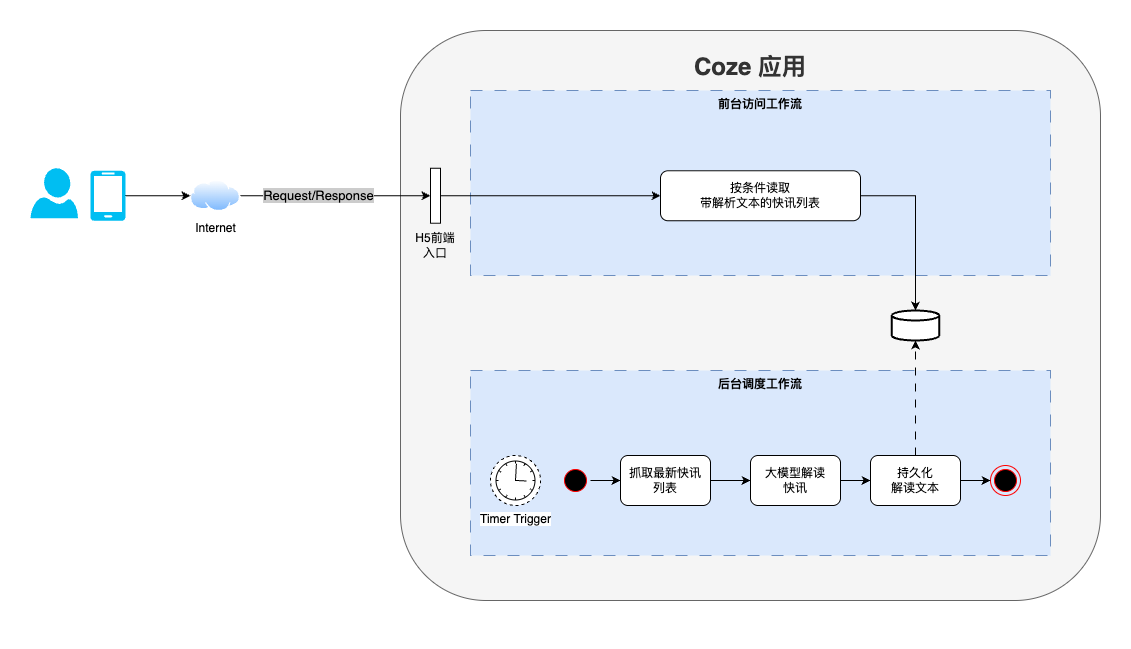 Coze 应用
前台访问工作流
按条件读取
带解析文本的快讯列表
Request/Response
Internet
H5前端
入口
后台调度工作流
抓取最新快讯
列表
大模型解读
快讯
持久化
解读文本
Timer Trigger